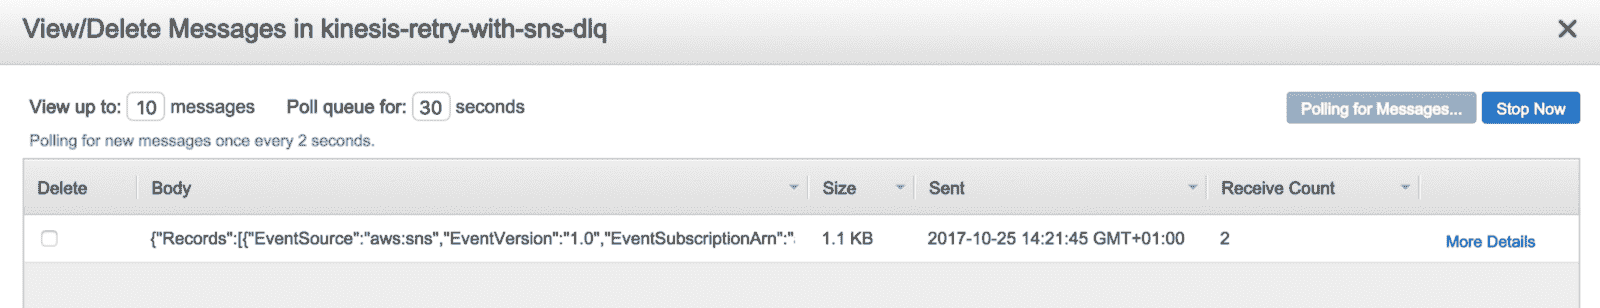 View/Delete Messages in kinesis-retry-with-sns-dlq
View up to: 10 messages Poll queue for: 30 seconds Polling for Messages... Stop Now
Polling for new messages once every 2 seconds.
Delete Body Size Sent Receive Count
{"Records":[{"EventSource":"aws:sns","EventVersion":"1.0","EventSubscriptionArn":" 1.1 KB 2017-10-25 14:21:45 GMT+01:00 2 More Details